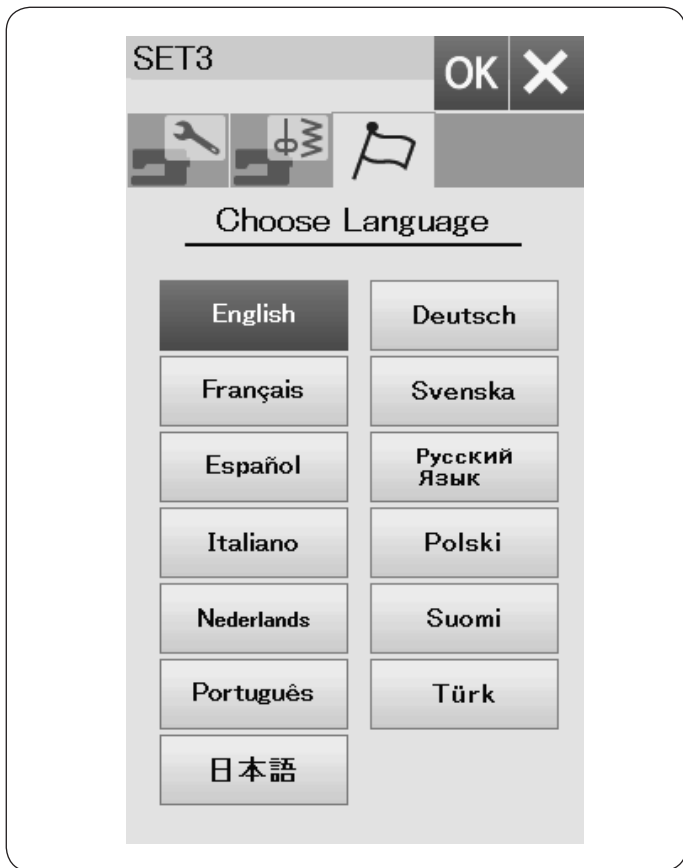 SET3
OK
Choose Language
English
Deutsch
Français
Svenska
Español
Русский
Язык
Italiano
Polski
Nederlands
Suomi
Português
Türk
日本語